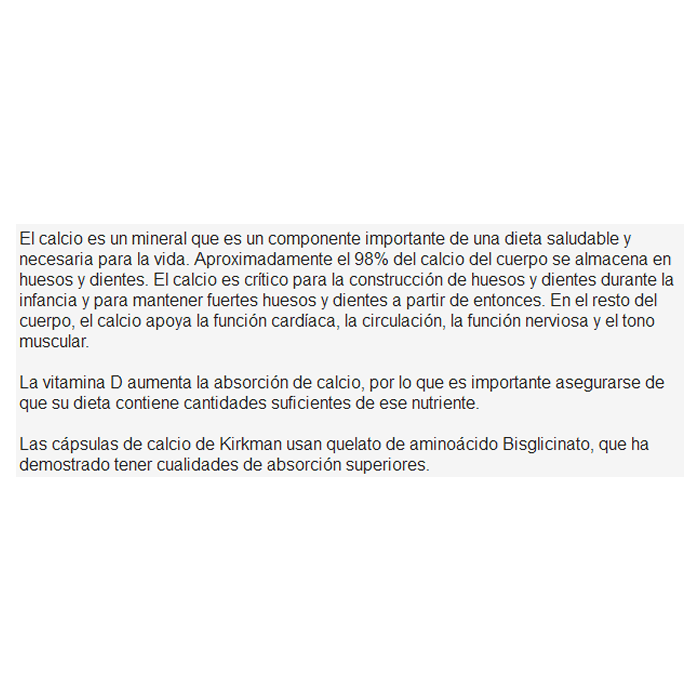 El calcio es un mineral que es un componente importante de una dieta saludable y
necesaria para la vida. Aproximadamente el 98% del calcio del cuerpo se almacena en
huesos y dientes. El calcio es crítico para la construcción de huesos y dientes durante la
infancia y para mantener fuertes huesos y dientes a partir de entonces. En el resto del
cuerpo, el calcio apoya la función cardíaca, la circulación, la función nerviosa y el tono
muscular.
La vitamina D aumenta la absorción de calcio, por lo que es importante asegurarse de
que su dieta contiene cantidades suficientes de ese nutriente.
Las cápsulas de calcio de Kirkman usan quelato de aminoácido Bisglicinato, que ha
demostrado tener cualidades de absorción superiores.